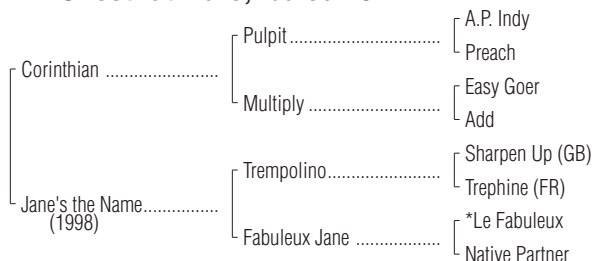 A.P. Indy
Pulpit
Preach
Corinthian
Easy Goer
Multiply
Add
Sharpen Up (GB)
Trempolino
Trephine (FR)
Jane's the Name
(1998)
*Le Fabuleux
Fabuleux Jane
Native Partner